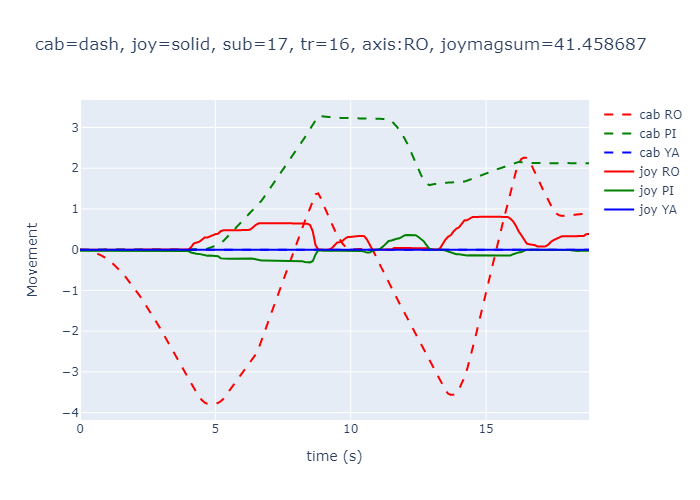 cab=dash, joy=solid, sub=17, tr=16, axis:RO, joymagsum=41.458687
cab RO
cab PI
cab YA
joy RO
joy PI
joy YA
Movement
3
2
1
0
−1
−2
−3
−4
0
5
10
15
time (s)